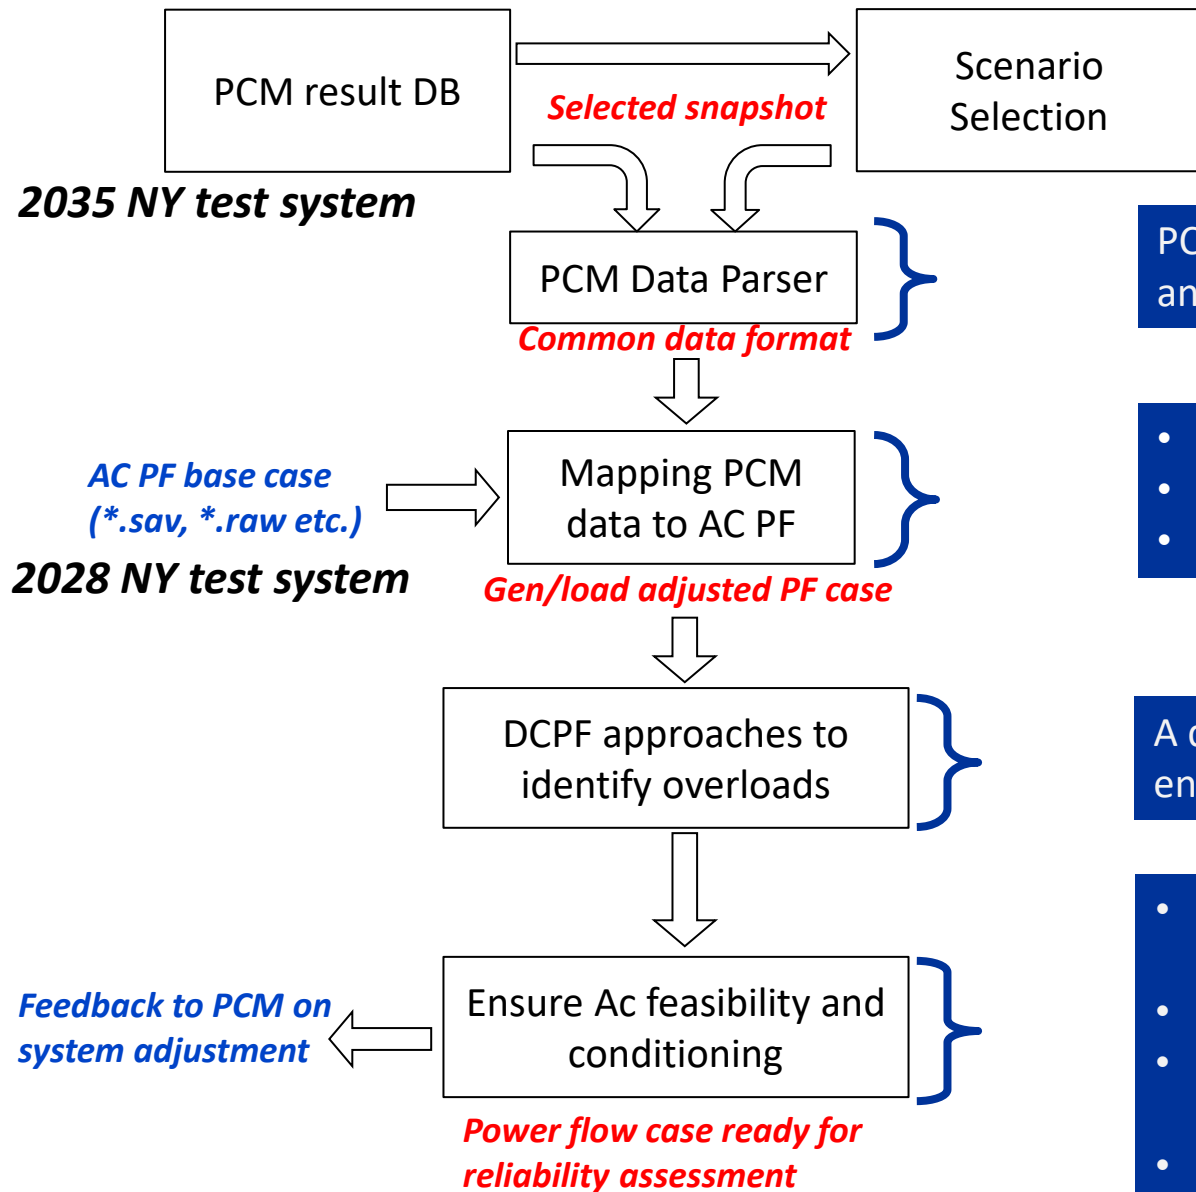 PCM result DB
Scenario
Selection
Selected snapshot
2035 NY test system
PCM Data Parser
Common data format
AC PF base case
(*.sav, *.raw etc.)
Mapping PCM
data to AC PF
2028 NY test system
Gen/load adjusted PF case
DCPF approaches to
identify overloads
Feedback to PCM on
system adjustment
Ensure Ac feasibility and
conditioning
Power flow case ready for
reliability assessment
A